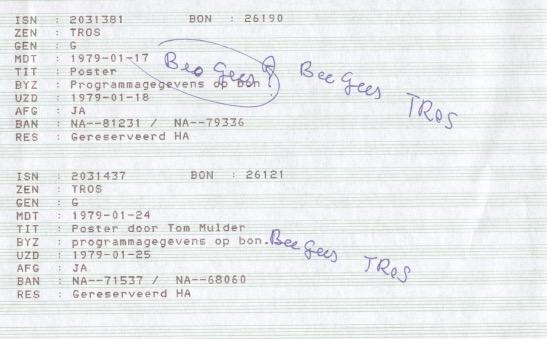 ISN : 2031381 BON : 26190
ZEN : TROS
GEN : G
MDT : 1979-01-17 Bee Gees ? Bee Gees
TIT : Poster
BYZ : Programmagegevens op bon
UZD : 1979-01-18 TROS
AFG : JA
BAN : NA--81231 / NA--79336
RES : Gereserveerd HA
ISN : 2031437 BON : 26121
ZEN : TROS
GEN : G
MDT : 1979-01-24
TIT : Poster door Tom Mulder
BYZ : programmagegevens op bon. Bee Gees
UZD : 1979-01-25 TROS
AFG : JA
BAN : NA--71537 / NA--68060
RES : Gereserveerd HA